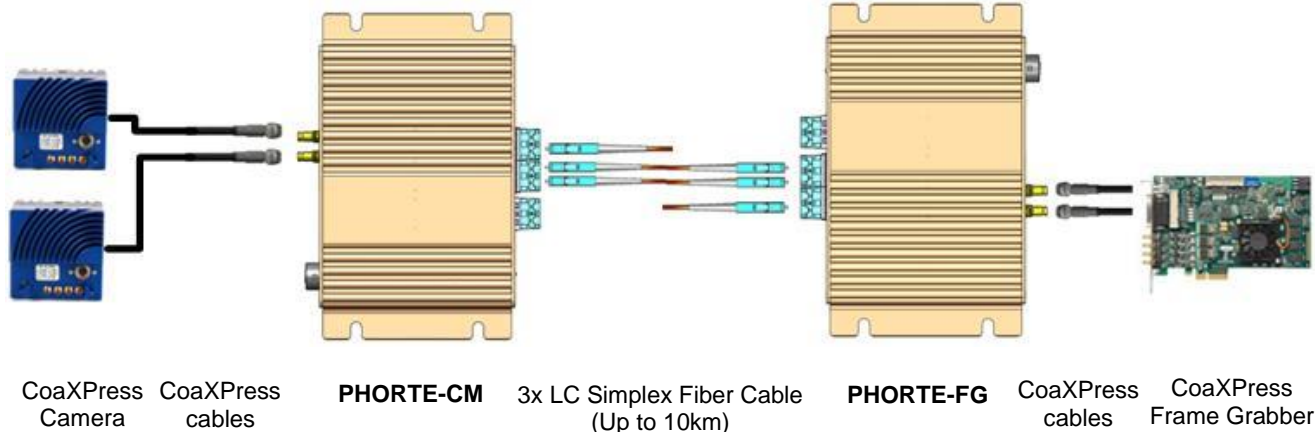 CoaXPress
Camera
CoaXPress
cables
PHORTE-CM
3x LC Simplex Fiber Cable
(Up to 10km)
PHORTE-FG
CoaXPress
cables
CoaXPress
Frame Grabber